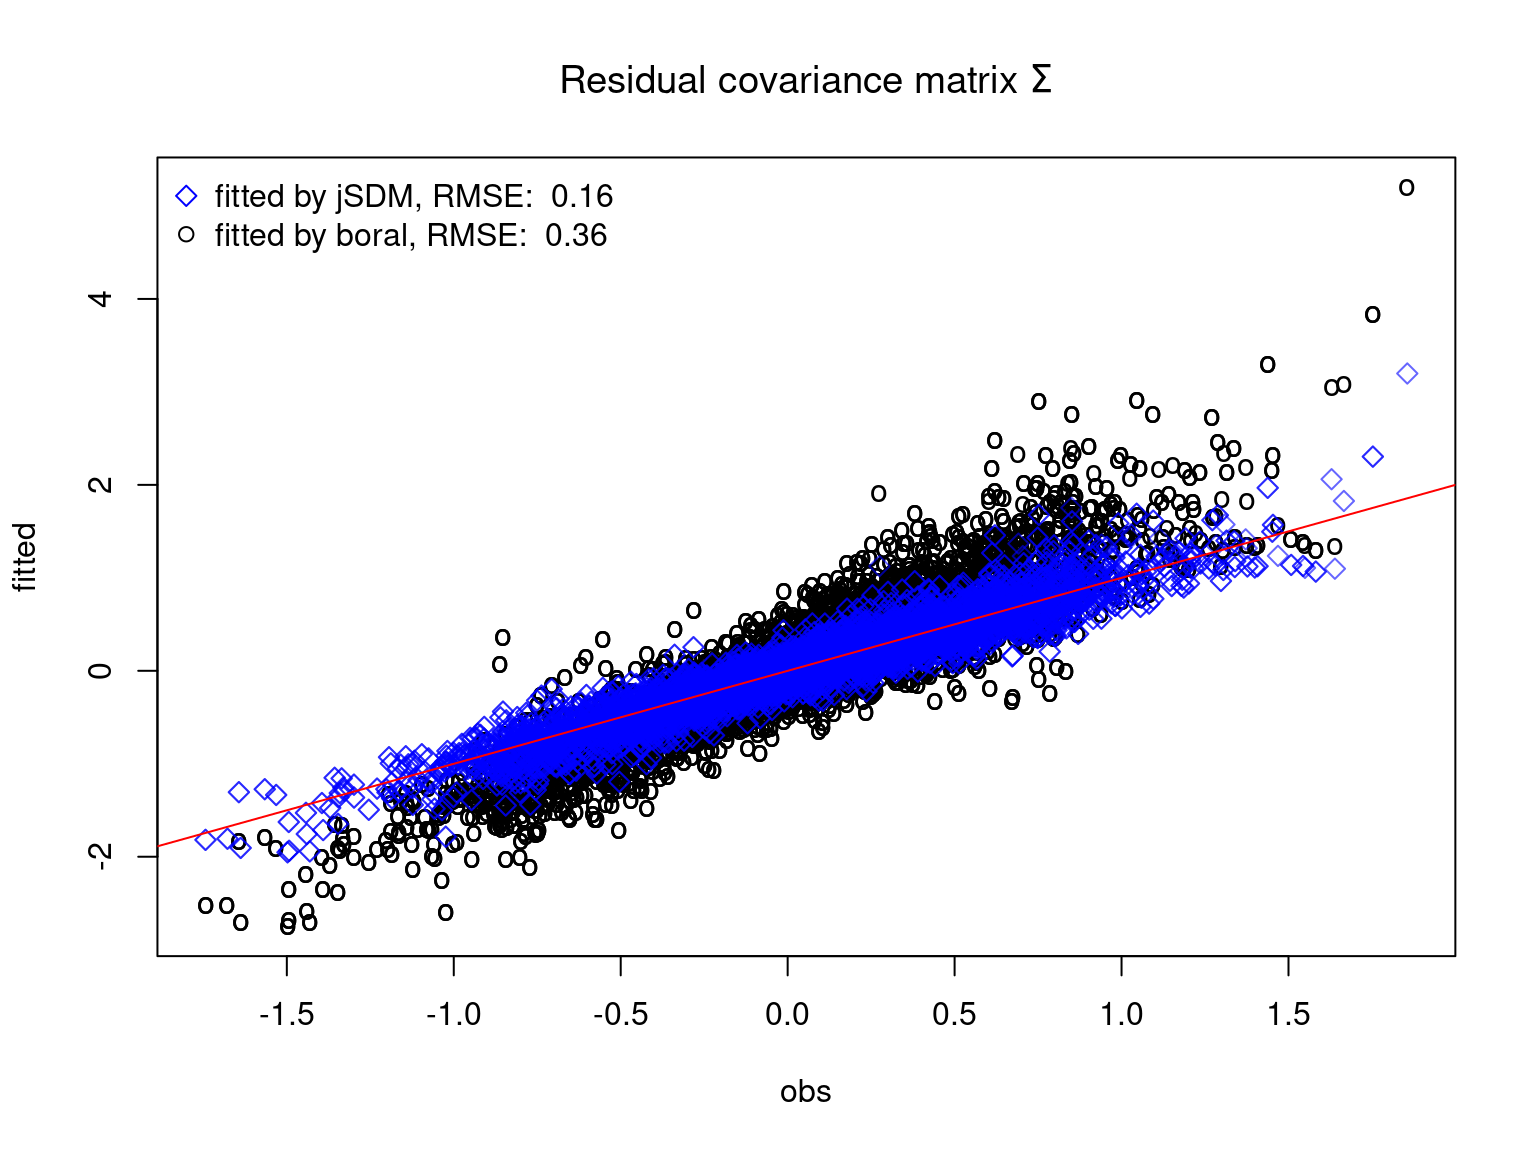 Residual covariance matrix Σ
fitted by jSDM, RMSE:  0.16
fitted by boral, RMSE:  0.36
4
2
0
-2
fitted
-1.5 -1.0 -0.5 0.0 0.5 1.0 1.5
obs